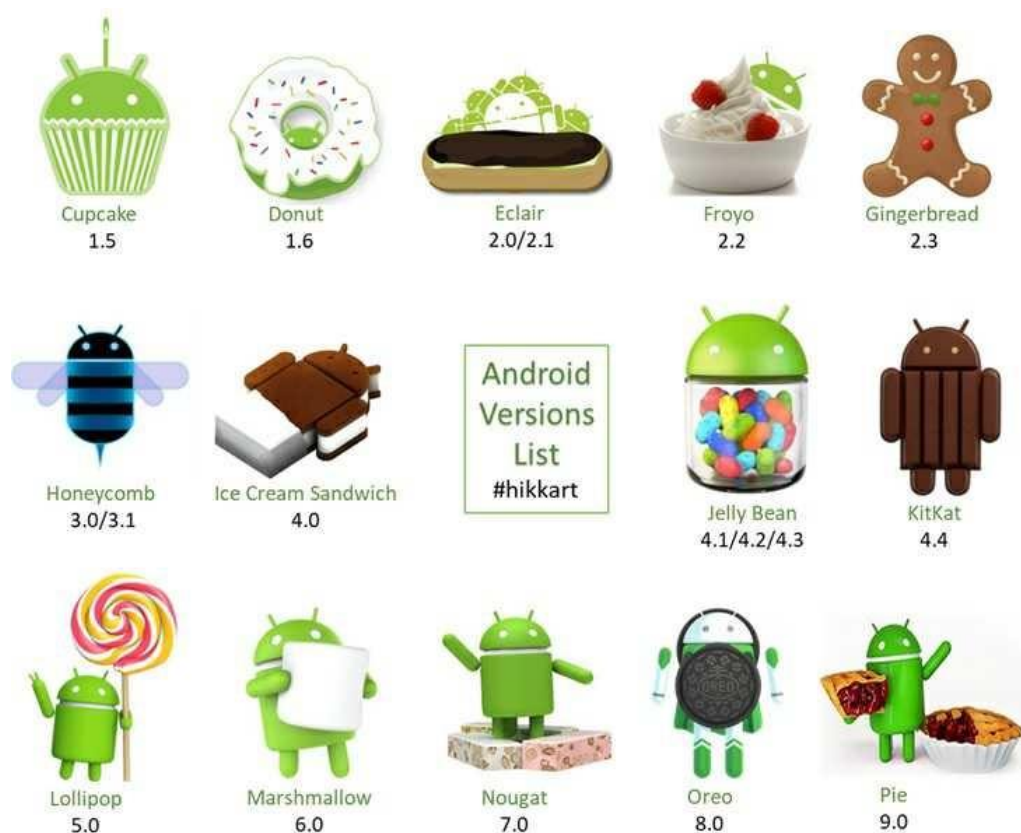 Cupcake
1.5
Donut
1.6
Eclair
2.0/2.1
Froyo
2.2
Gingerbread
2.3
Honeycomb
3.0/3.1
Ice Cream Sandwich
4.0
Android
Versions
List
#hikkart
Jelly Bean
4.1/4.2/4.3
KitKat
4.4
Lollipop
5.0
Marshmallow
6.0
Nougat
7.0
OREO
Oreo
8.0
Pie
9.0